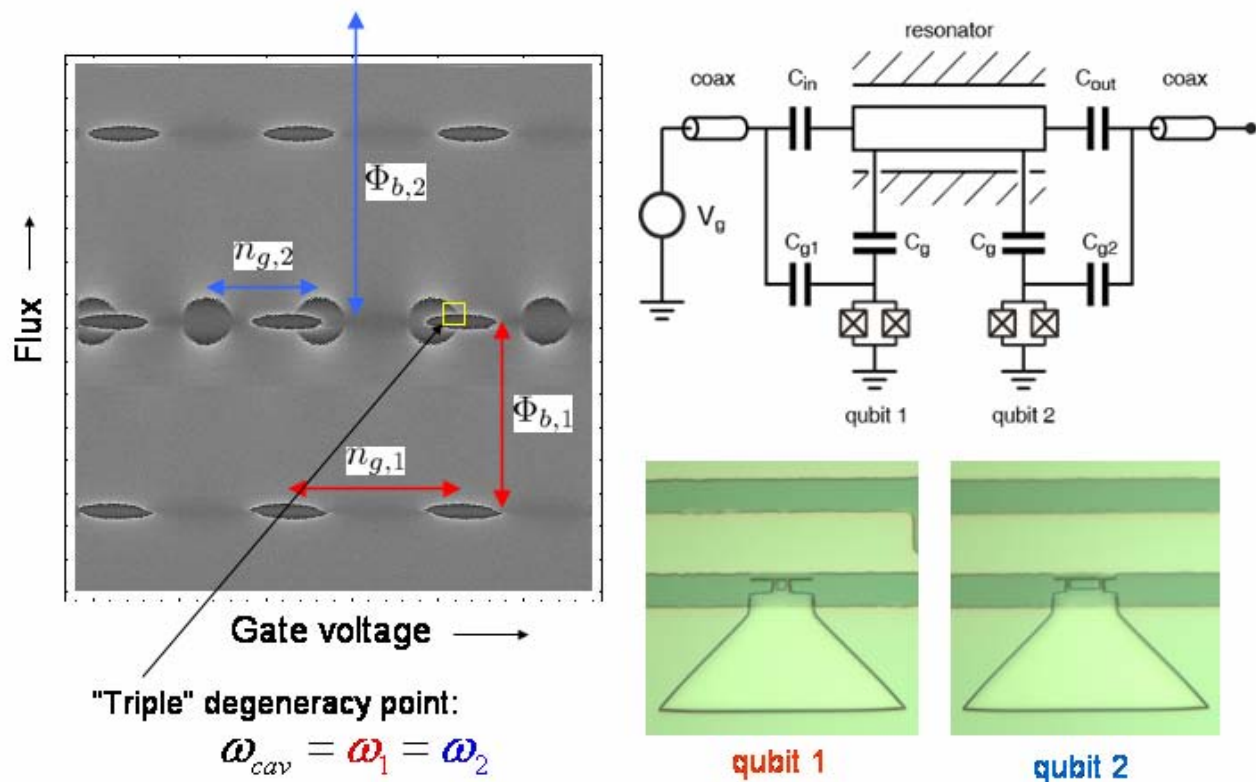 Flux
Φb,2
ng,2
Φb,1
ng,1
Gate voltage
"Triple" degeneracy point:
ωcav = ω1 = ω2
resonator
coax
Cin
Cout
coax
Vg
Cg1
Cg
Cg
Cg2
qubit 1
qubit 2
qubit 1
qubit 2